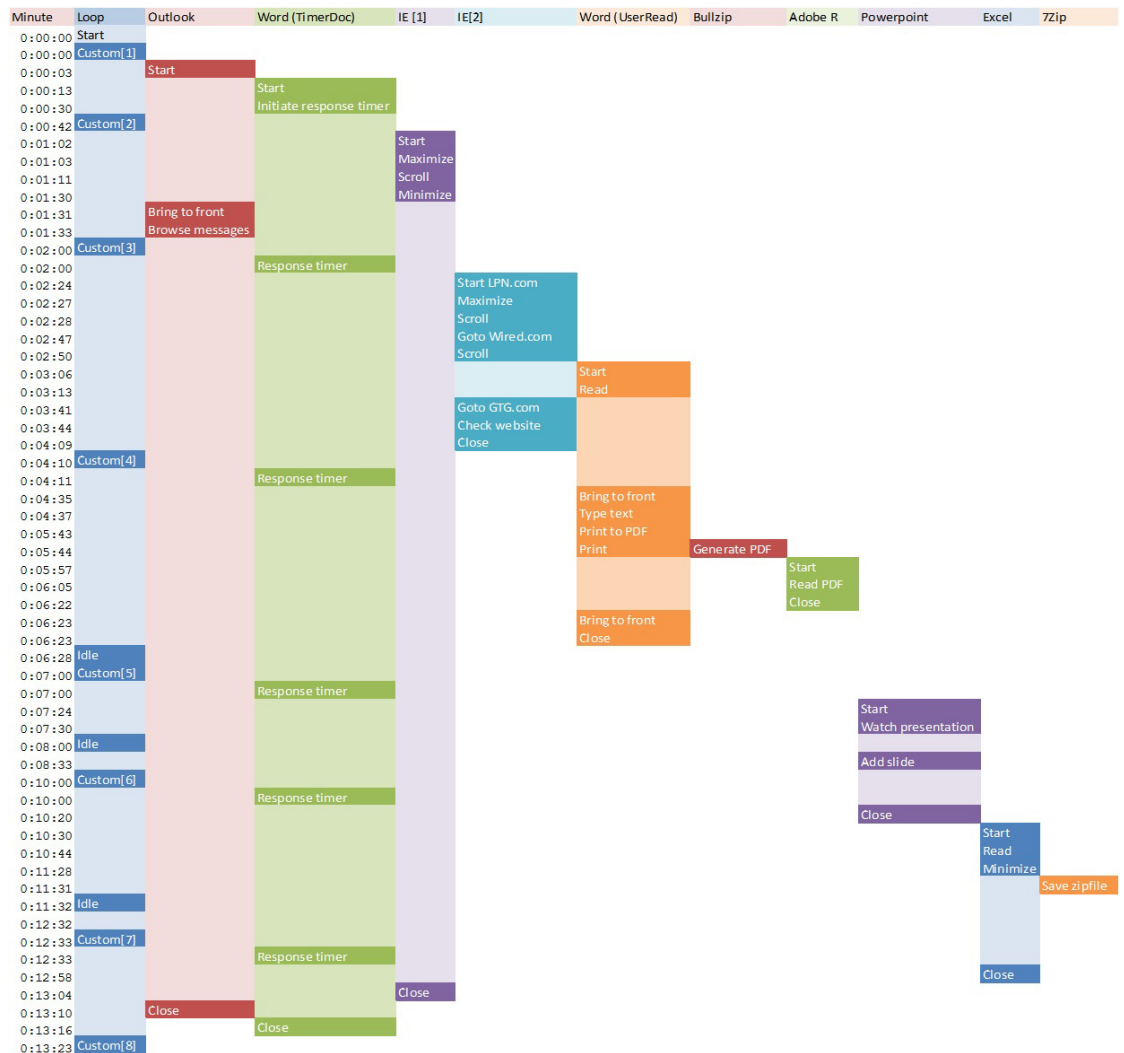 Minute Loop Outlook Word (TimerDoc) IE [1] IE[2] Word (UserRead) Bullzip Adobe R Powerpoint Excel 7Zip
0:00:00 Start
0:00:00 Custom[1]
0:00:03 Start
0:00:13 Start
0:00:30 Initiate response timer
0:00:42 Custom[2]
0:01:02 Start
0:01:03 Maximize
0:01:11 Scroll
0:01:30 Minimize
0:01:31 Bring to front
0:01:33 Browse messages
0:02:00 Custom[3]
0:02:00 Response timer
0:02:24 Start LPN.com
0:02:27 Maximize
0:02:28 Scroll
0:02:47 Goto Wired.com
0:02:50 Scroll
0:03:06 Start
0:03:13 Read
0:03:41 Goto GTG.com
0:03:44 Check website
0:04:09 Close
0:04:10 Custom[4]
0:04:11 Response timer
0:04:35 Bring to front
0:04:37 Type text
0:05:43 Print to PDF
0:05:44 Print Generate PDF
0:05:57 Start
0:06:05 Read PDF
0:06:22 Close
0:06:23 Bring to front
0:06:23 Close
0:06:28 Idle
0:07:00 Custom[5]
0:07:00 Response timer
0:07:24 Start
0:07:30 Watch presentation
0:08:00 Idle
0:08:33 Add slide
0:10:00 Custom[6]
0:10:00 Response timer
0:10:20 Close
0:10:30 Start
0:10:44 Read
0:11:28 Minimize
0:11:31 Save zipfile
0:11:32 Idle
0:12:32
0:12:33 Custom[7]
0:12:33 Response timer
0:12:58 Close
0:13:04 Close
0:13:10 Close
0:13:16 Close
0:13:23 Custom[8]